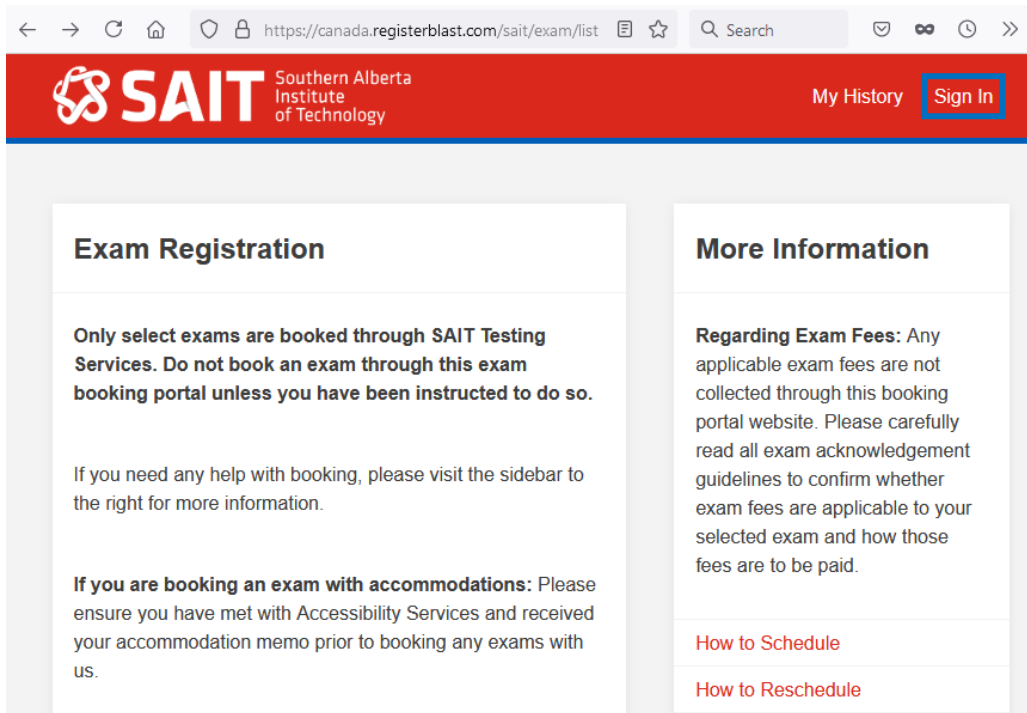 https://canada.registerblast.com/sait/exam/list
Search
SAIT
Southern Alberta
Institute
of Technology
My History
Sign In
Exam Registration
Only select exams are booked through SAIT Testing
Services. Do not book an exam through this exam
booking portal unless you have been instructed to do so.
If you need any help with booking, please visit the sidebar to
the right for more information.
If you are booking an exam with accommodations: Please
ensure you have met with Accessibility Services and received
your accommodation memo prior to booking any exams with
us.
More Information
Regarding Exam Fees: Any
applicable exam fees are not
collected through this booking
portal website. Please carefully
read all exam acknowledgement
guidelines to confirm whether
exam fees are applicable to your
selected exam and how those
fees are to be paid.
How to Schedule
How to Reschedule